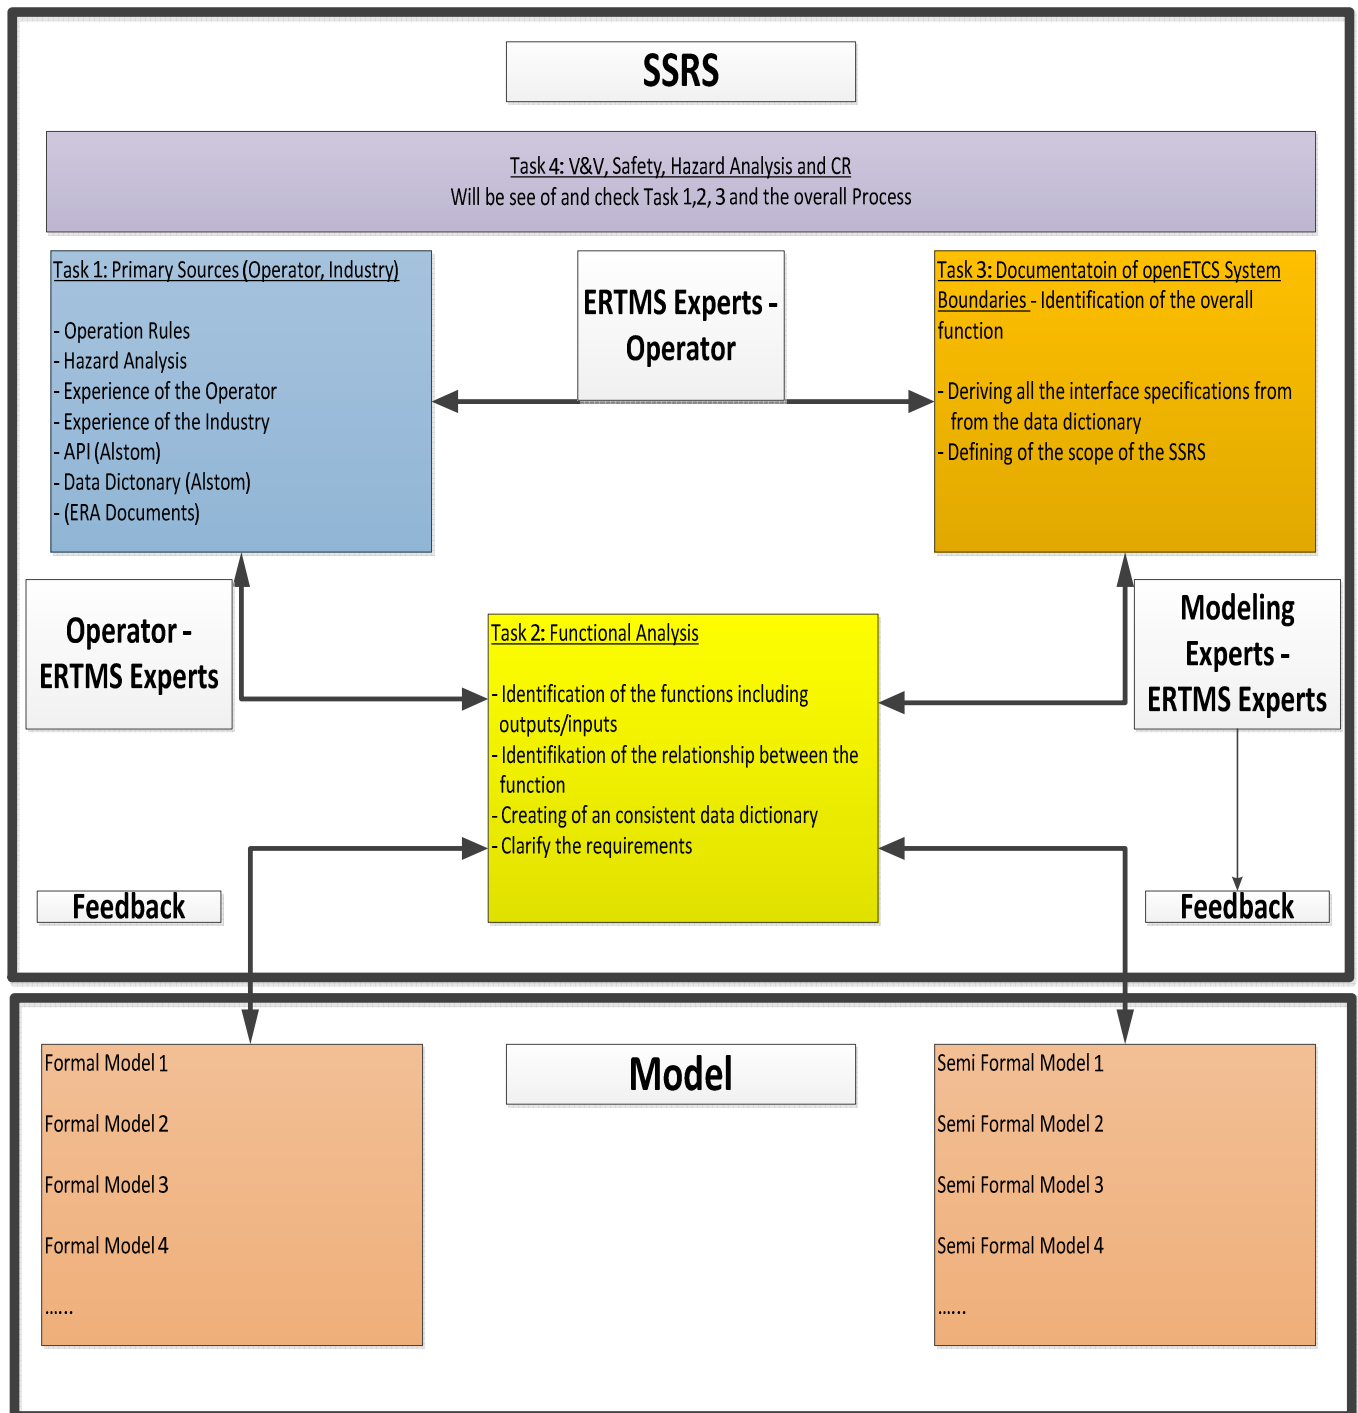 SSRS
Task 4: V&V, Safety, Hazard Analysis and CR
Will be see of and check Task 1,2, 3 and the overall Process
Task 1: Primary Sources (Operator, Industry)
- Operation Rules
- Hazard Analysis
- Experience of the Operator
- Experience of the Industry
- API (Alstom)
- Data Dictonary (Alstom)
- (ERA Documents)
ERTMS Experts -
Operator
Task 3: Documentatoin of openETCS System
Boundaries - Identification of the overall
function
- Deriving all the interface specifications from
from the data dictionary
- Defining of the scope of the SSRS
Operator -
ERTMS Experts
Task 2: Functional Analysis
- Identification of the functions including
outputs/inputs
- Identifikation of the relationship between the
function
- Creating of an consistent data dictionary
- Clarify the requirements
Modeling
Experts -
ERTMS Experts
Feedback
Feedback
Formal Model 1
Formal Model 2
Formal Model 3
Formal Model 4
......
Model
Semi Formal Model 1
Semi Formal Model 2
Semi Formal Model 3
Semi Formal Model 4
......